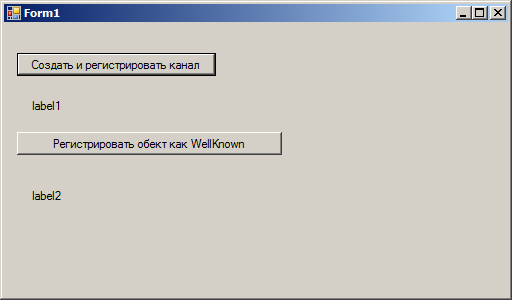 Form1
Создать и регистрировать канал
label1
Регистрировать обект как WellKnown
label2